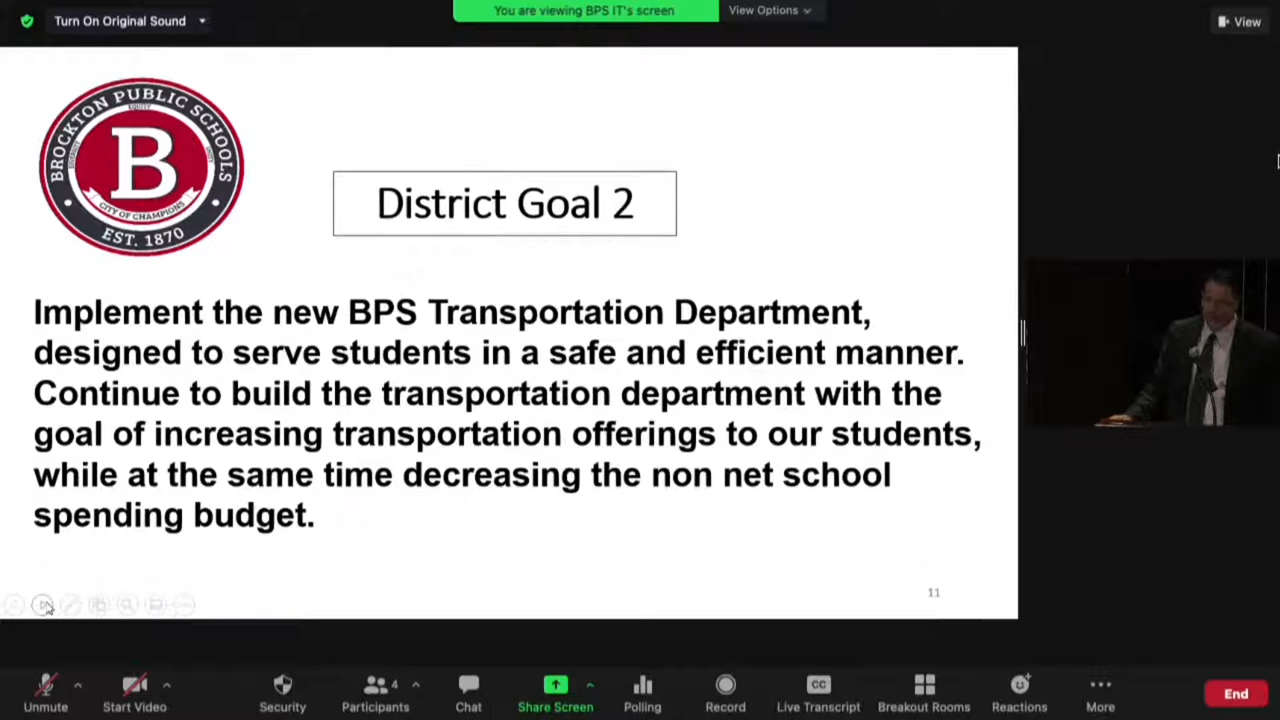 Turn On Original Sound
You are viewing BPS IT's screen
View Options
View
BROCKTON PUBLIC SCHOOLS
EQUITY
B
CITY OF CHAMPIONS
EST. 1870
District Goal 2
Implement the new BPS Transportation Department,
designed to serve students in a safe and efficient manner.
Continue to build the transportation department with the
goal of increasing transportation offerings to our students,
while at the same time decreasing the non net school
spending budget.
11
Unmute
Start Video
Security
4
Participants
Chat
Share Screen
Polling
Record
CC
Live Transcript
Breakout Rooms
Reactions
More
End